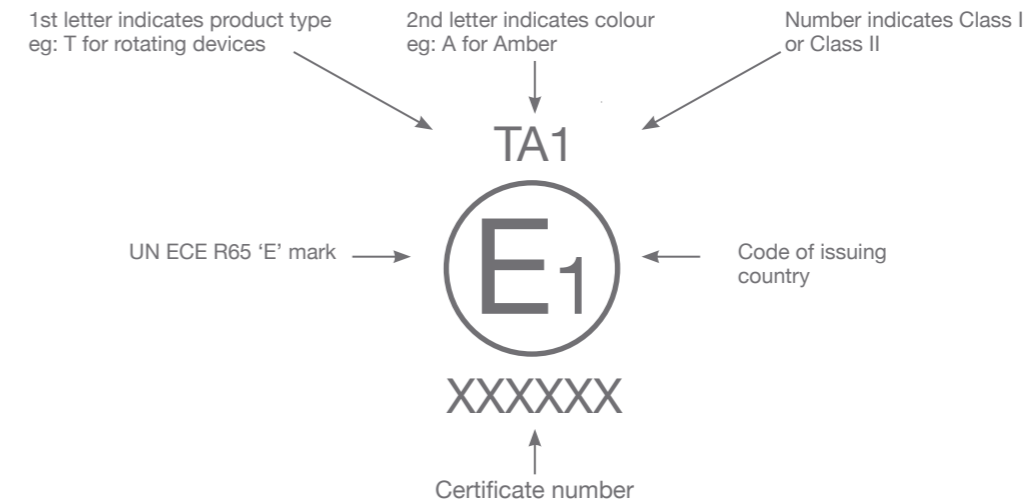 1st letter indicates product type
eg: T for rotating devices
2nd letter indicates colour
eg: A for Amber
Number indicates Class I
or Class II
TA1
UN ECE R65 ‘E’ mark
E1
Code of issuing
country
XXXXXX
Certificate number